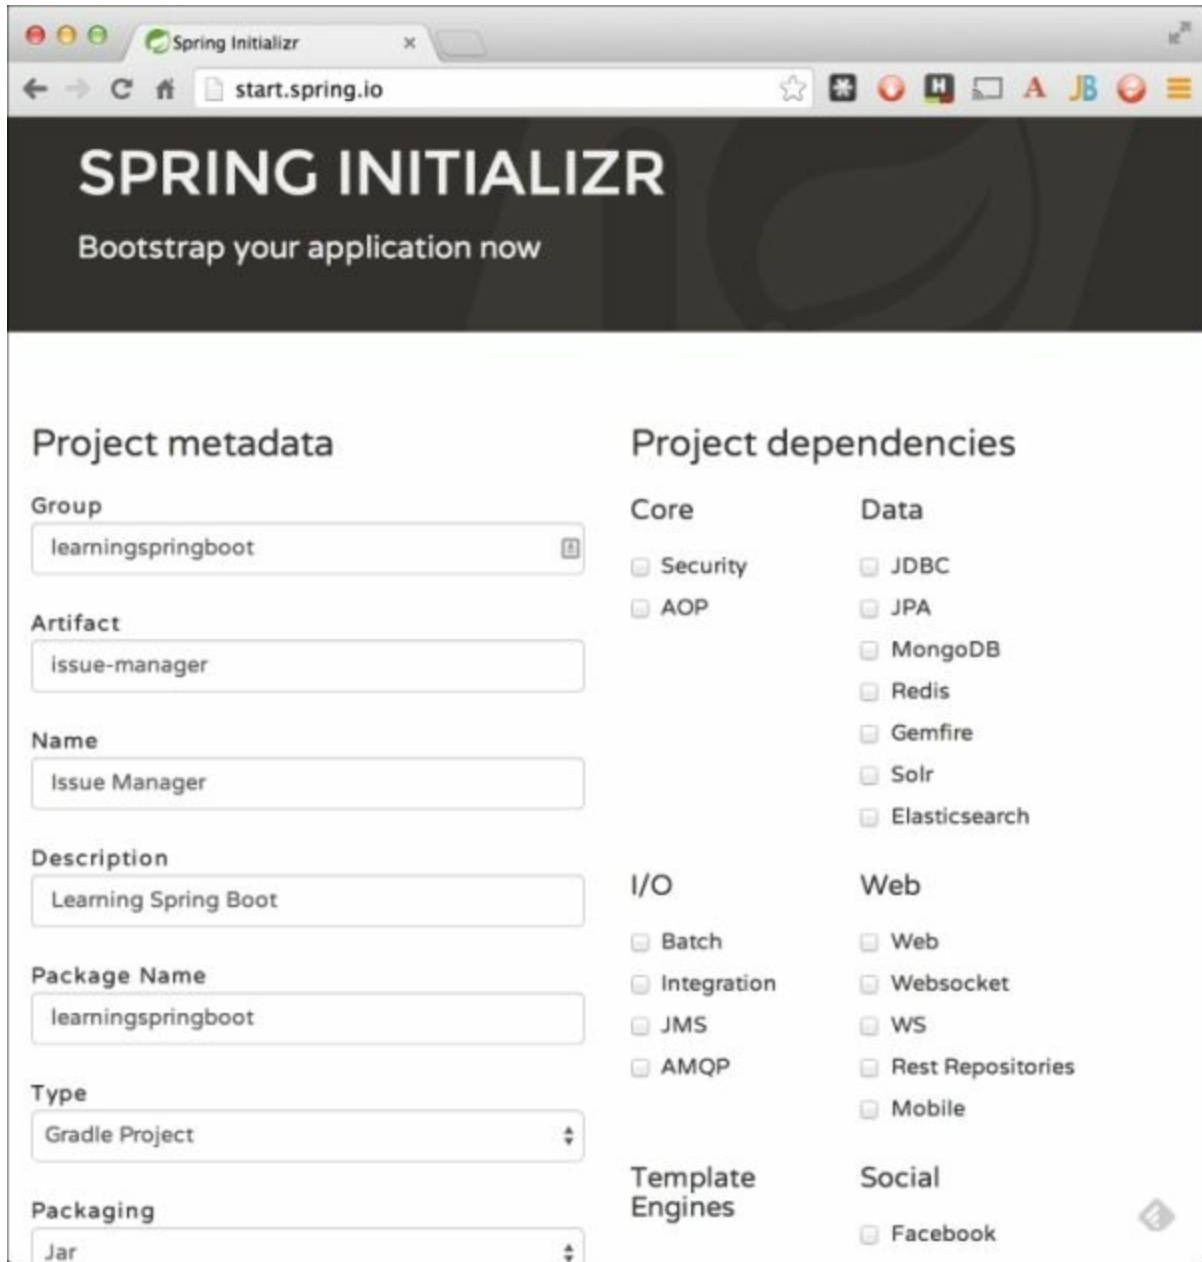 Spring Initializr
start.spring.io
SPRING INITIALIZR
Bootstrap your application now
Project metadata
Group
learningspringboot
Artifact
issue-manager
Name
Issue Manager
Description
Learning Spring Boot
Package Name
learningspringboot
Type
Gradle Project
Packaging
Jar
Project dependencies
Core
Security
AOP
Data
JDBC
JPA
MongoDB
Redis
Gemfire
Solr
Elasticsearch
I/O
Batch
Integration
JMS
AMQP
Web
Web
Websocket
WS
Rest Repositories
Mobile
Template
Engines
Social
Facebook
H
A
JB